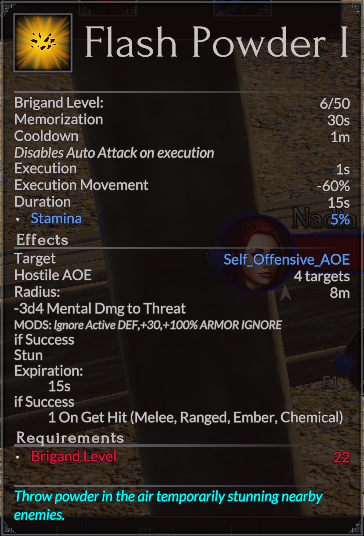 Flash Powder I
Brigand Level: 6/50
Memorization 30s
Cooldown 1m
Disables Auto Attack on execution
Execution 1s
Execution Movement -60%
Duration 15s
• Stamina 5%
Effects
Target Self_Offensive_AOE
Hostile AOE 4 targets
Radius: 8m
-3d4 Mental Dmg to Threat
MODS: Ignore Active DEF,+30,+100% ARMOR IGNORE
if Success
Stun
Expiration:
15s
if Success
1 On Get Hit (Melee, Ranged, Ember, Chemical)
Requirements
• Brigand Level 22
Throw powder in the air temporarily stunning nearby
enemies.